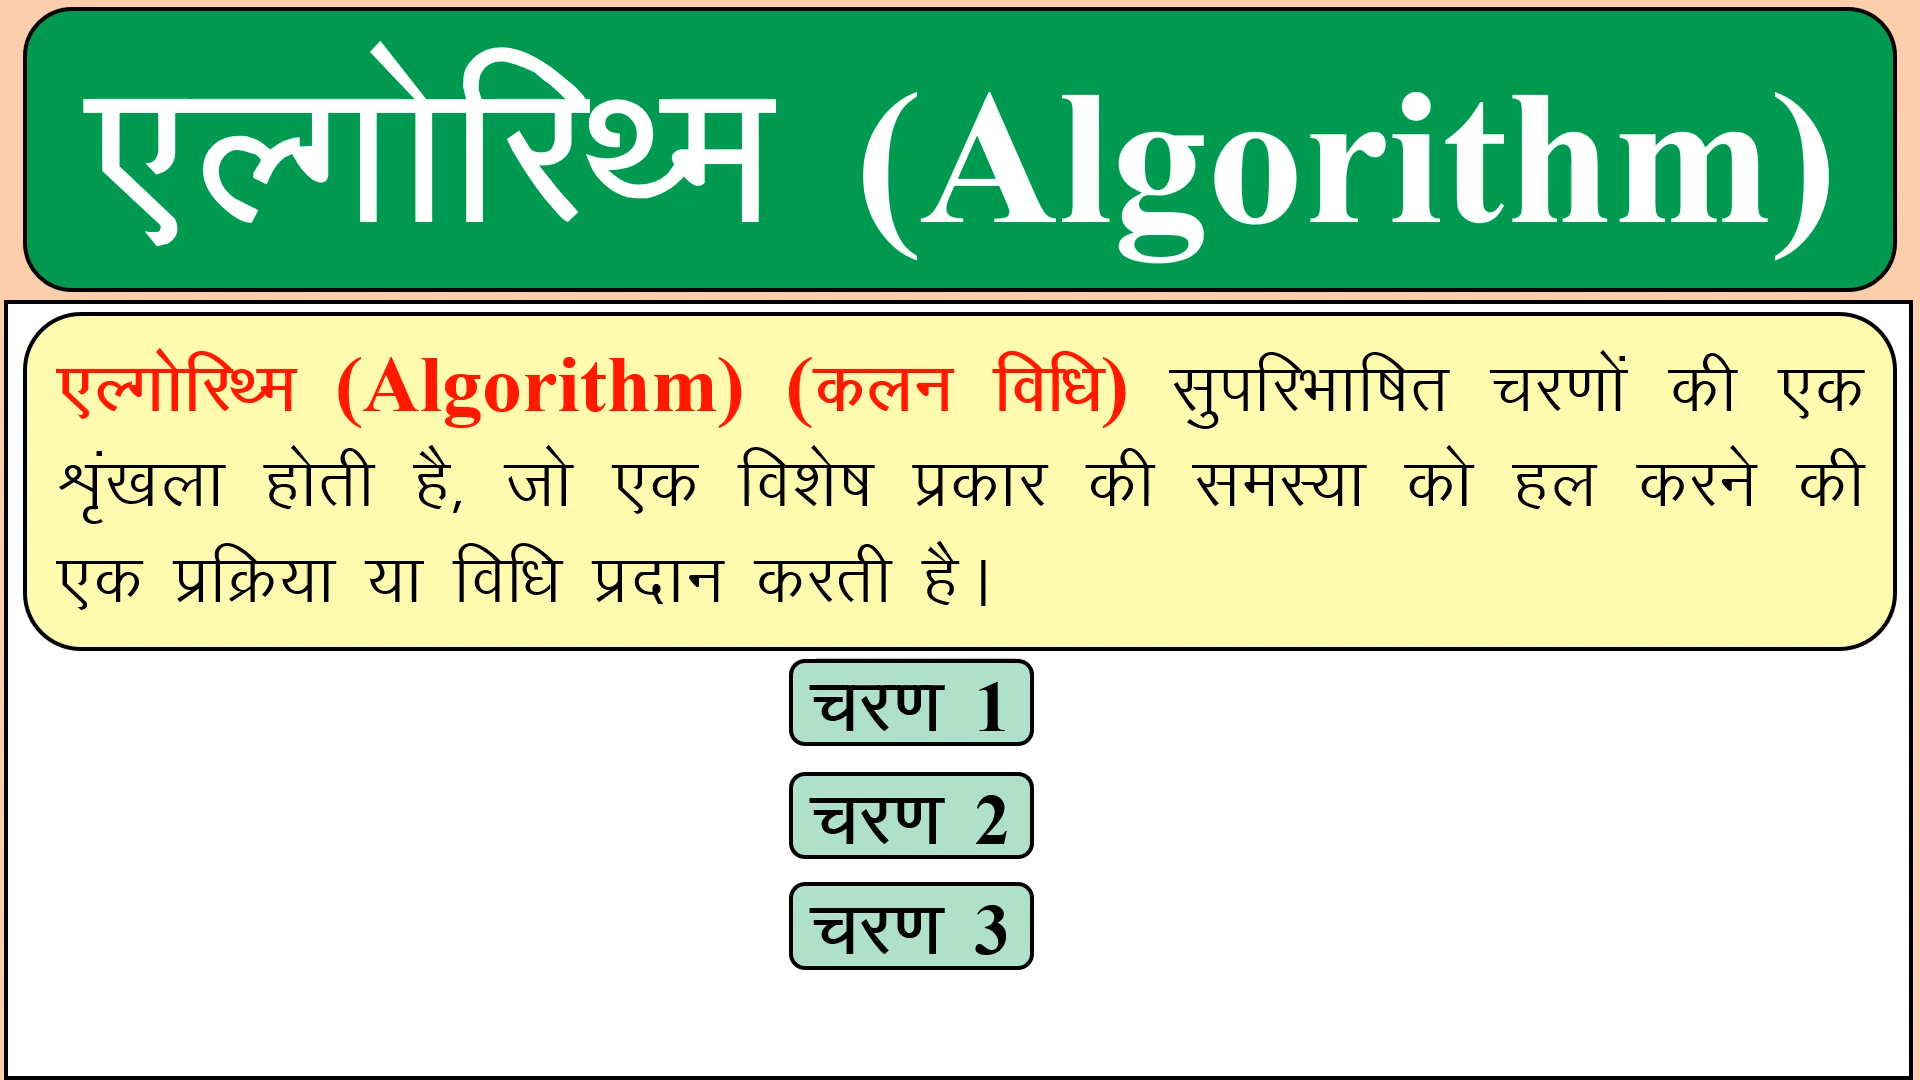 एल्गोरिथ्म (Algorithm)
एल्गोरिथ्म (Algorithm) (कलन विधि) सुपरिभाषित चरणों की एक
शृंखला होती है, जो एक विशेष प्रकार की समस्या को हल करने की
एक प्रक्रिया या विधि प्रदान करती है।
चरण 1
चरण 2
चरण 3